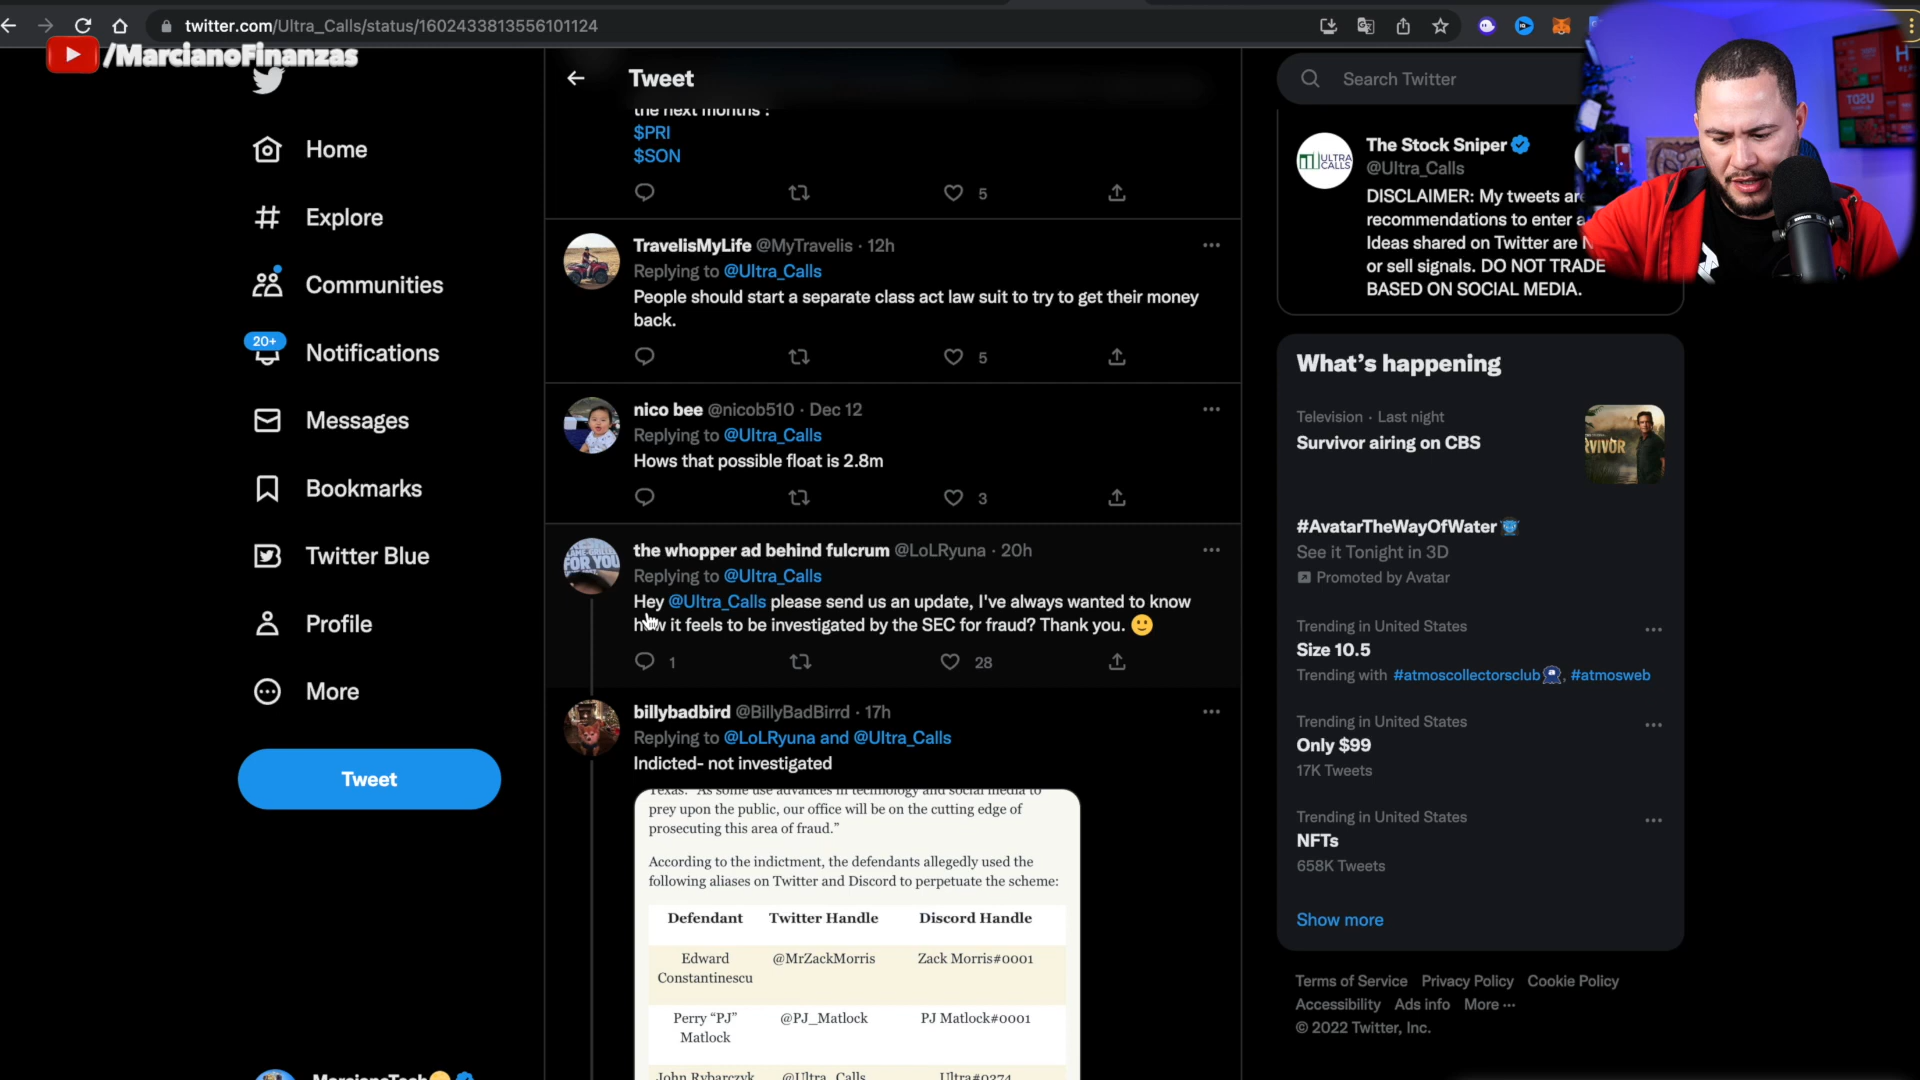 twitter.com/Ultra_Calls/status/1602433813556101124
/MarcianoFinanzas
Home
Explore
Communities
20+
Notifications
Messages
Bookmarks
Twitter Blue
Profile
More
Tweet
MarcianoTech
Tweet
the next months :
$PRI
$SON
5
TravelisMyLife @MyTravelis · 12h
Replying to @Ultra_Calls
People should start a separate class act law suit to try to get their money
back.
5
nico bee @nicob510 · Dec 12
Replying to @Ultra_Calls
Hows that possible float is 2.8m
3
the whopper ad behind fulcrum @LoLRyuna · 20h
Replying to @Ultra_Calls
Hey @Ultra_Calls please send us an update, I've always wanted to know
how it feels to be investigated by the SEC for fraud? Thank you. 🙂
1
28
billybadbird @BillyBadBirrd · 17h
Replying to @LoLRyuna and @Ultra_Calls
Indicted- not investigated
Texas. "As some use advances in technology and social media to
prey upon the public, our office will be on the cutting edge of
prosecuting this area of fraud."
According to the indictment, the defendants allegedly used the
following aliases on Twitter and Discord to perpetuate the scheme:
Defendant Twitter Handle Discord Handle
Edward @MrZackMorris Zack Morris#0001
Constantinescu
Perry "PJ" @PJ_Matlock PJ Matlock#0001
Matlock
John Rybarczyk @Ultra_Calls Ultra#0374
Search Twitter
ULTRA
CALLS
The Stock Sniper
@Ultra_Calls
DISCLAIMER: My tweets are
recommendations to enter a
Ideas shared on Twitter are N
or sell signals. DO NOT TRADE
BASED ON SOCIAL MEDIA.
What's happening
Television · Last night
Survivor airing on CBS
#AvatarTheWayOfWater
See it Tonight in 3D
Promoted by Avatar
Trending in United States
Size 10.5
Trending with #atmoscollectorsclub, #atmosweb
Trending in United States
Only $99
17K Tweets
Trending in United States
NFTs
658K Tweets
Show more
Terms of Service Privacy Policy Cookie Policy
Accessibility Ads info More ···
© 2022 Twitter, Inc.